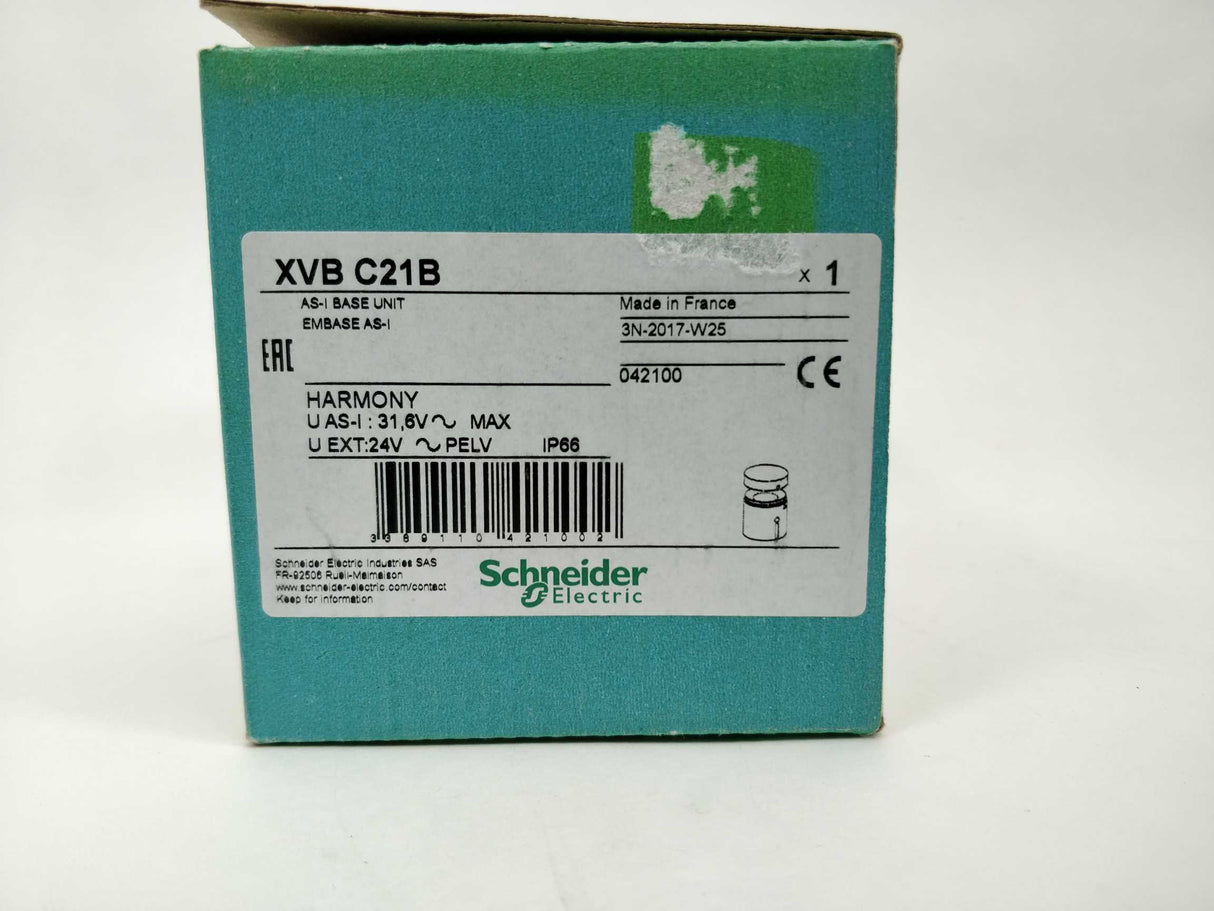 XVB C21B x 1
AS-I BASE UNIT
EMBASE AS-I
Made in France
3N-2017-W25
EAC
042100
CE
HARMONY
U AS-I : 31,6V⏦ MAX
U EXT:24V ⏦ PELV IP66
3389110 421002
Schneider Electric Industries SAS
FR-92506 Rueil-Malmaison
www.schneider-electric.com/contact
Keep for information
Schneider
Electric